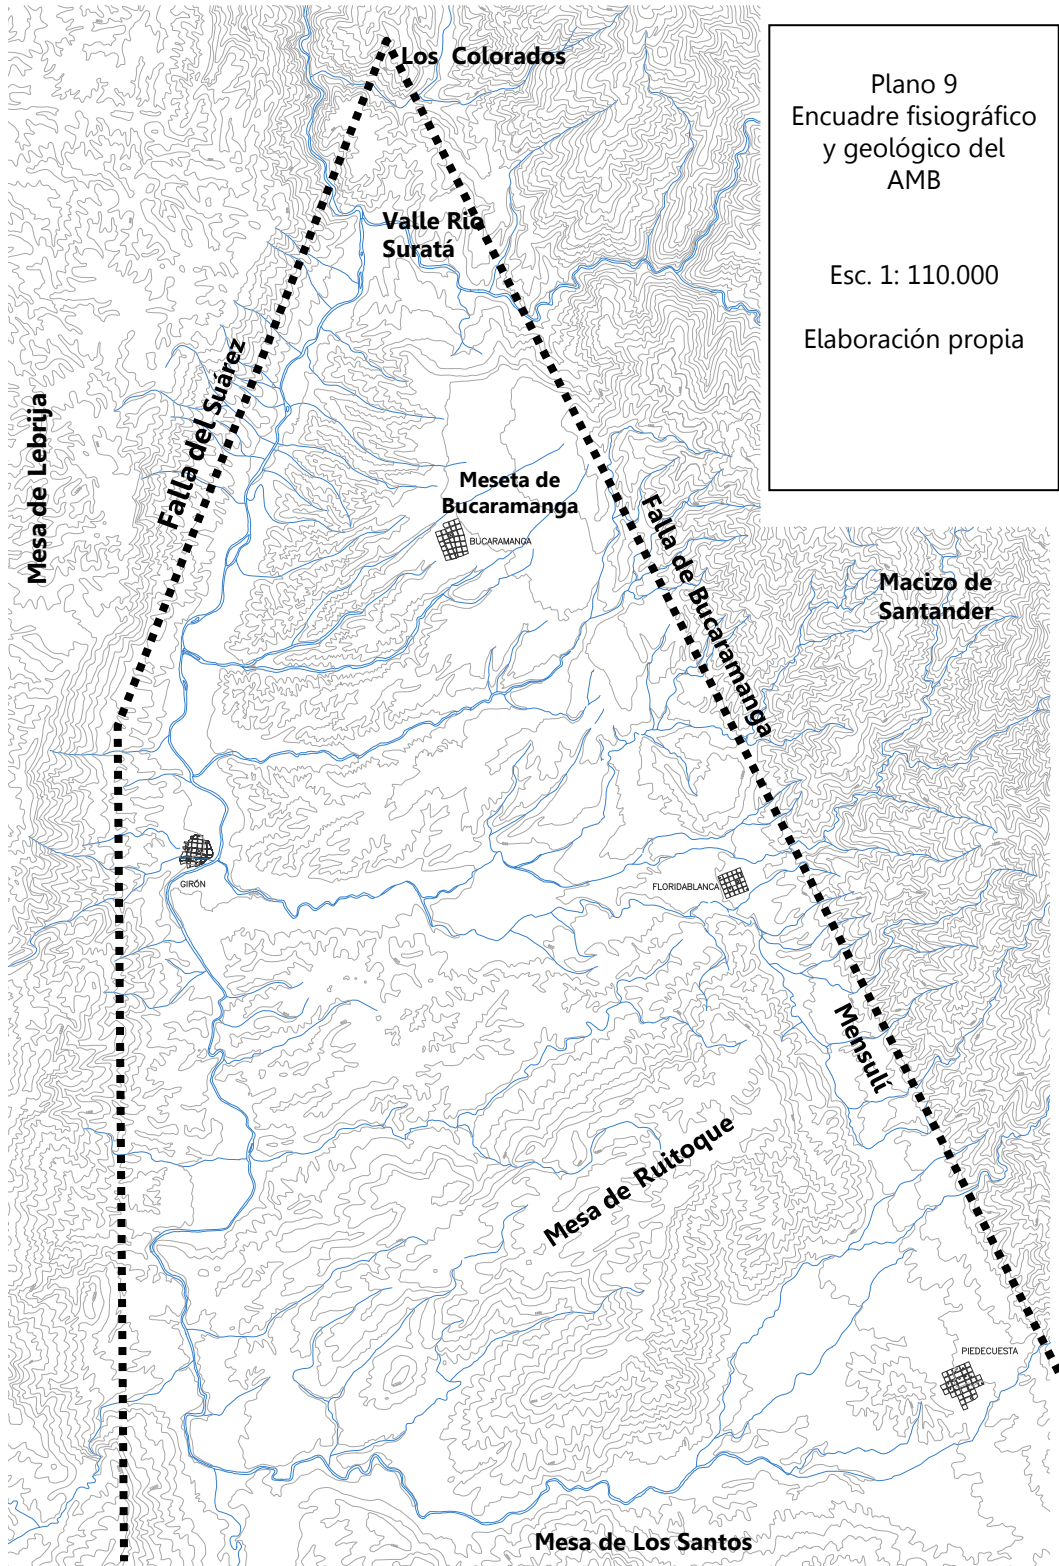 Los Colorados
Plano 9
Encuadre fisiográfico
y geológico del
AMB
Esc. 1: 110.000
Elaboración propia
Valle Rio
Suratá
Falla del Suárez
Mesa de Lebrija
Meseta de
Bucaramanga
BUCARAMANGA
Falla de Bucaramanga
Macizo de
Santander
GIRÓN
FLORIDABLANCA
Mensulí
Mesa de Ruitoque
PIEDECUESTA
Mesa de Los Santos